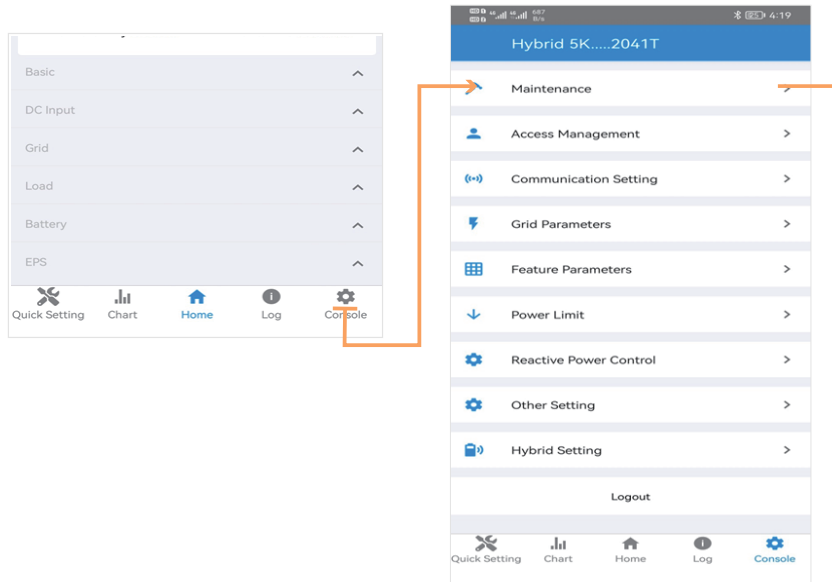 Basic
DC Input
Grid
Load
Battery
EPS
Quick Setting Chart Home Log Console
687
B/s
4:19
Hybrid 5K.....2041T
Maintenance
Access Management
Communication Setting
Grid Parameters
Feature Parameters
Power Limit
Reactive Power Control
Other Setting
Hybrid Setting
Logout
Quick Setting Chart Home Log Console